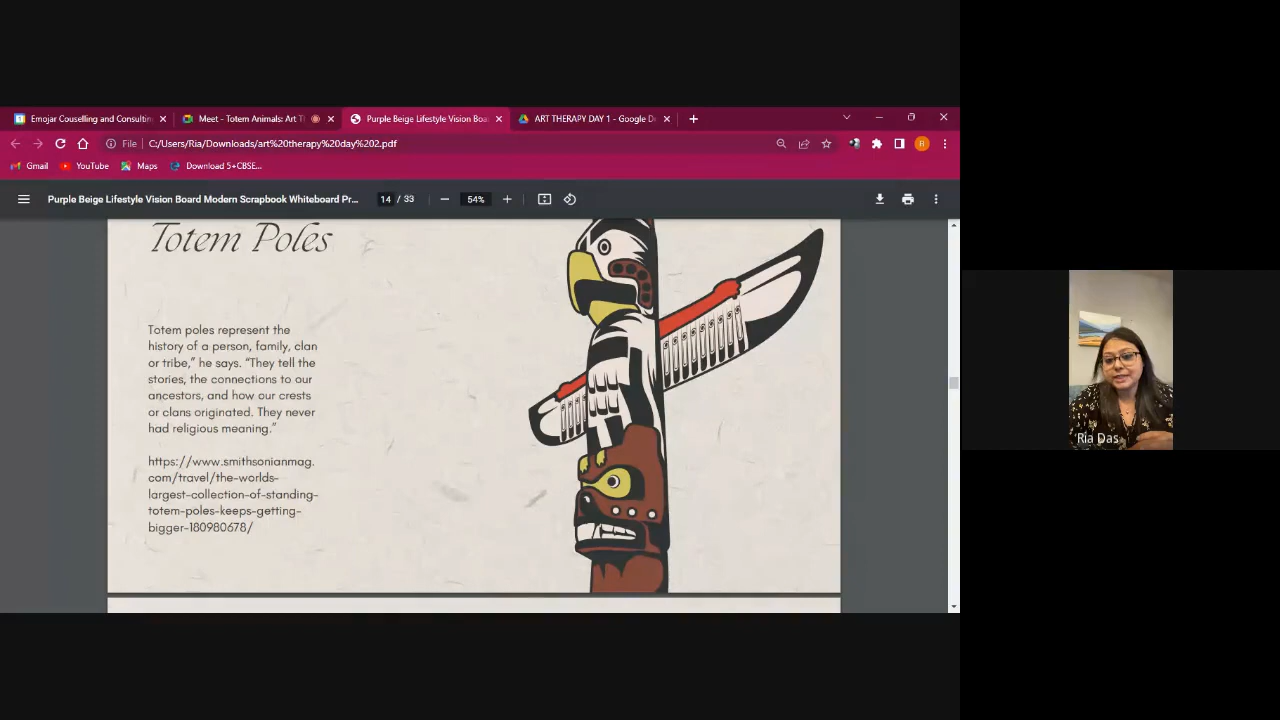 Emojar Couselling and Consulting
Meet - Totem Animals: Art T
Purple Beige Lifestyle Vision Boa
ART THERAPY DAY 1 - Google D
File
C:/Users/Ria/Downloads/art%20therapy%20day%202.pdf
R
Gmail
YouTube
Maps
Download 5+CBSE...
Purple Beige Lifestyle Vision Board Modern Scrapbook Whiteboard Pr...
14 / 33
54%
Totem Poles
Totem poles represent the
history of a person, family, clan
or tribe,” he says. “They tell the
stories, the connections to our
ancestors, and how our crests
or clans originated. They never
had religious meaning.”
https://www.smithsonianmag.
com/travel/the-worlds-
largest-collection-of-standing-
totem-poles-keeps-getting-
bigger-180980678/
Ria Das